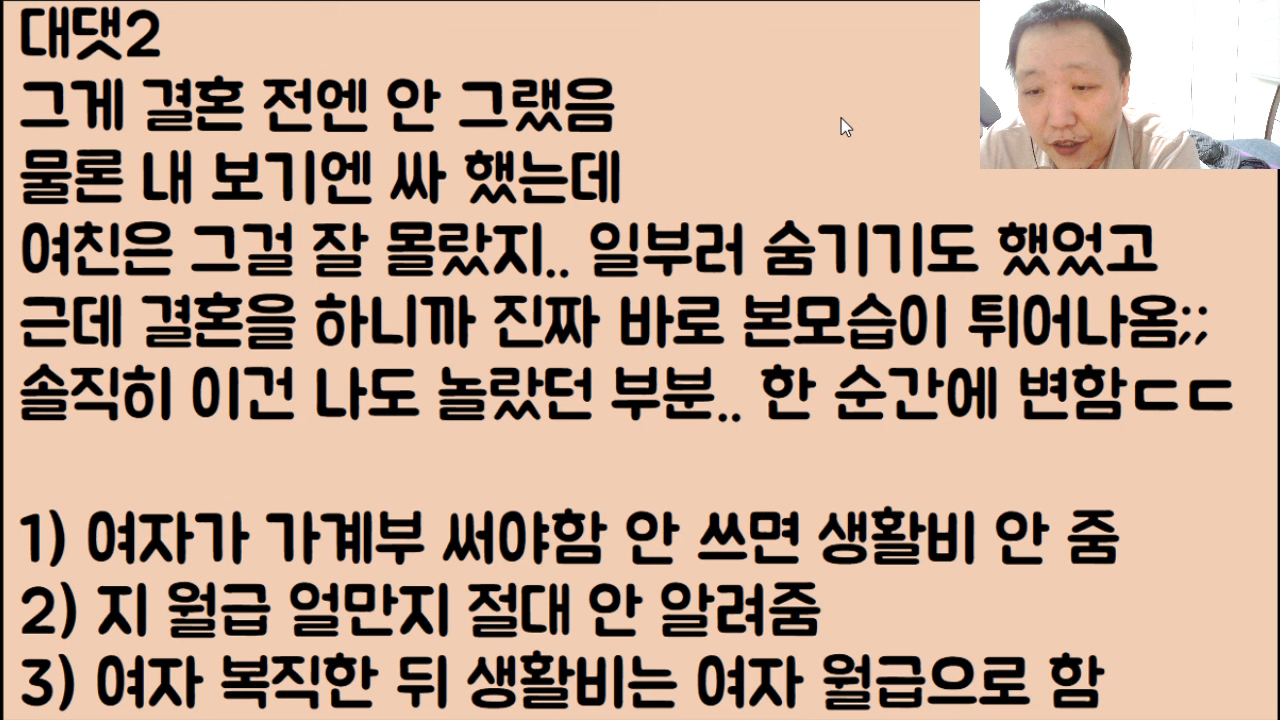 대댓2
그게 결혼 전엔 안 그랬음
물론 내 보기엔 싸 했는데
여친은 그걸 잘 몰랐지.. 일부러 숨기기도 했었고
근데 결혼을 하니까 진짜 바로 본모습이 튀어나옴;;
솔직히 이건 나도 놀랐던 부분.. 한 순간에 변함ㄷㄷ
1) 여자가 가계부 써야함 안 쓰면 생활비 안 줌
2) 지 월급 얼만지 절대 안 알려줌
3) 여자 복직한 뒤 생활비는 여자 월급으로 함